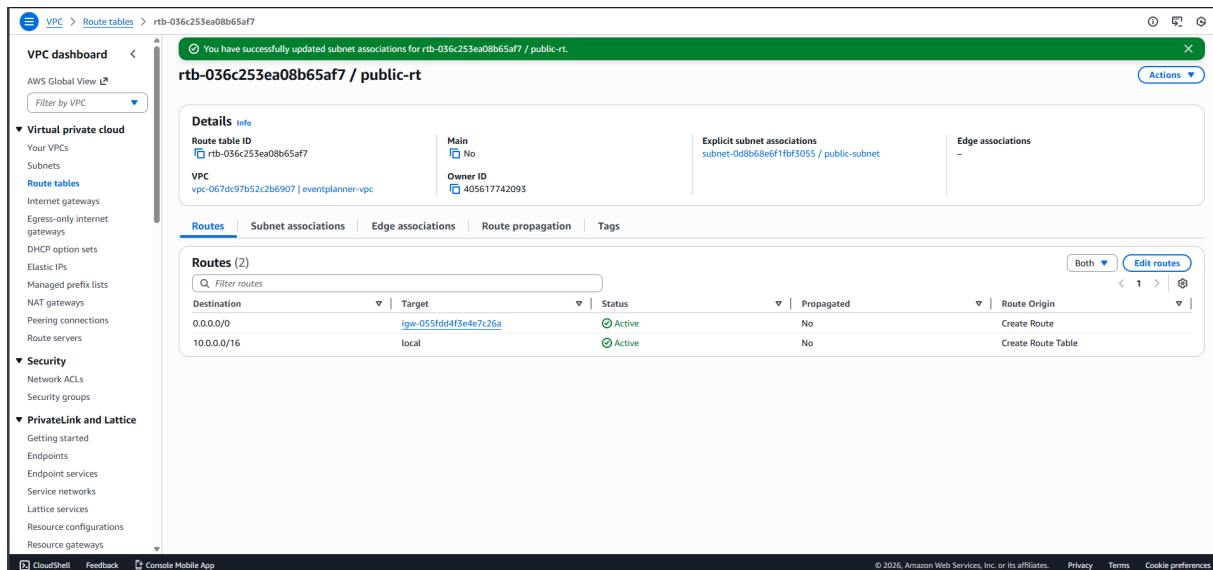 VPC > Route tables > rtb-036c253ea08b65af7
VPC dashboard
AWS Global View
Filter by VPC
Virtual private cloud
Your VPCs
Subnets
Route tables
Internet gateways
Egress-only internet
gateways
DHCP option sets
Elastic IPs
Managed prefix lists
NAT gateways
Peering connections
Route servers
Security
Network ACLs
Security groups
PrivateLink and Lattice
Getting started
Endpoints
Endpoint services
Service networks
Lattice services
Resource configurations
Resource gateways
You have successfully updated subnet associations for rtb-036c253ea08b65af7 / public-rt.
rtb-036c253ea08b65af7 / public-rt
Actions
Details Info
Route table ID
rtb-036c253ea08b65af7
Main
No
Explicit subnet associations
subnet-0d8b68e6f1fbf3055 / public-subnet
Edge associations
–
VPC
vpc-067dc97b52c2b6907 | eventplanner-vpc
Owner ID
405617742093
Routes Subnet associations Edge associations Route propagation Tags
Routes (2)
Both Edit routes
Filter routes
< 1 >
Destination Target Status Propagated Route Origin
0.0.0.0/0 igw-055fdd4f3e4e7c26a Active No Create Route
10.0.0.0/16 local Active No Create Route Table
CloudShell Feedback Console Mobile App © 2026, Amazon Web Services, Inc. or its affiliates. Privacy Terms Cookie preferences